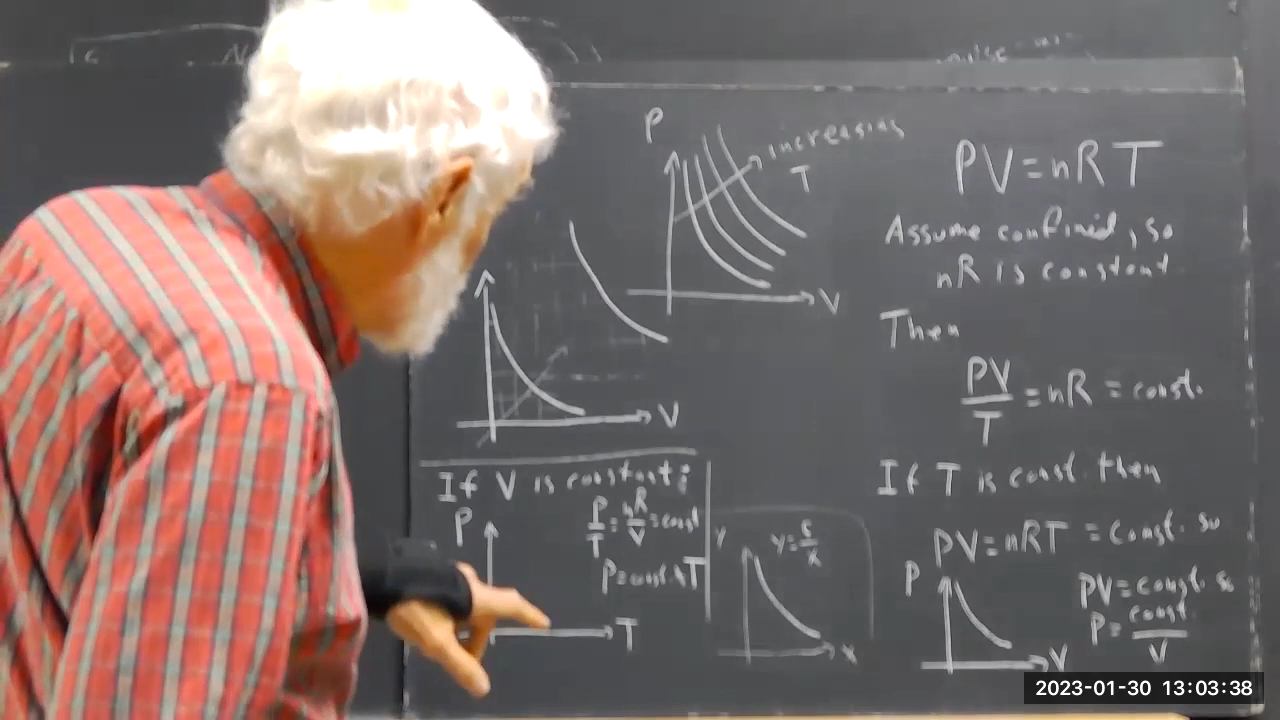 P
increasing
T
V
V
If V is constant:
P/T = nR/V = const
P = const. T
P
T
Y
y = 5/x
x
PV = nRT
Assume confined, so
nR is constant
Then
PV/T = nR = const.
If T is const. then
PV = nRT = const. so
PV = const. so
P = const./V
P
V
2023-01-30 13:03:38